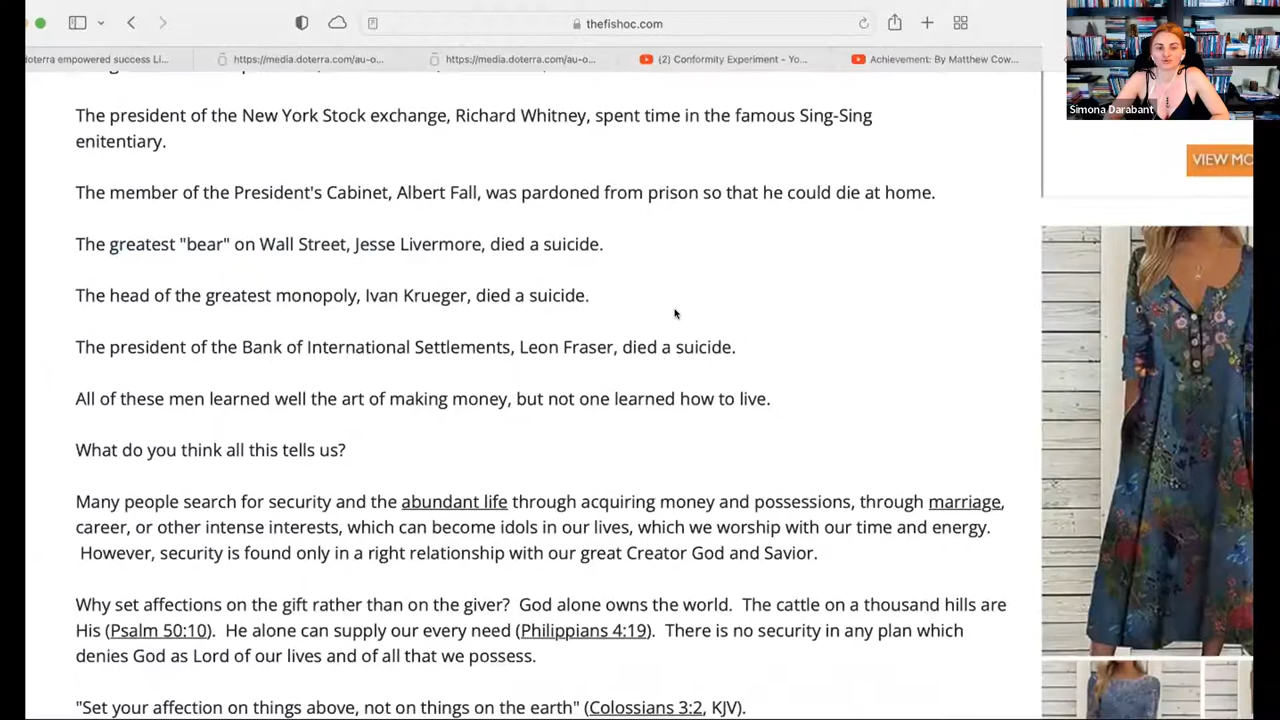 thefishoc.com
doterra empowered success Li...
https://media.doterra.com/au-o...
https://media.doterra.com/au-o...
(2) Conformity Experiment - Yo...
Achievement: By Matthew Cow...
Simona Darabant
The president of the New York Stock exchange, Richard Whitney, spent time in the famous Sing-Sing
enitentiary.
VIEW MO
The member of the President's Cabinet, Albert Fall, was pardoned from prison so that he could die at home.
The greatest "bear" on Wall Street, Jesse Livermore, died a suicide.
The head of the greatest monopoly, Ivan Krueger, died a suicide.
The president of the Bank of International Settlements, Leon Fraser, died a suicide.
All of these men learned well the art of making money, but not one learned how to live.
What do you think all this tells us?
Many people search for security and the abundant life through acquiring money and possessions, through marriage,
career, or other intense interests, which can become idols in our lives, which we worship with our time and energy.
However, security is found only in a right relationship with our great Creator God and Savior.
Why set affections on the gift rather than on the giver? God alone owns the world. The cattle on a thousand hills are
His (Psalm 50:10). He alone can supply our every need (Philippians 4:19). There is no security in any plan which
denies God as Lord of our lives and of all that we possess.
"Set your affection on things above, not on things on the earth" (Colossians 3:2, KJV).